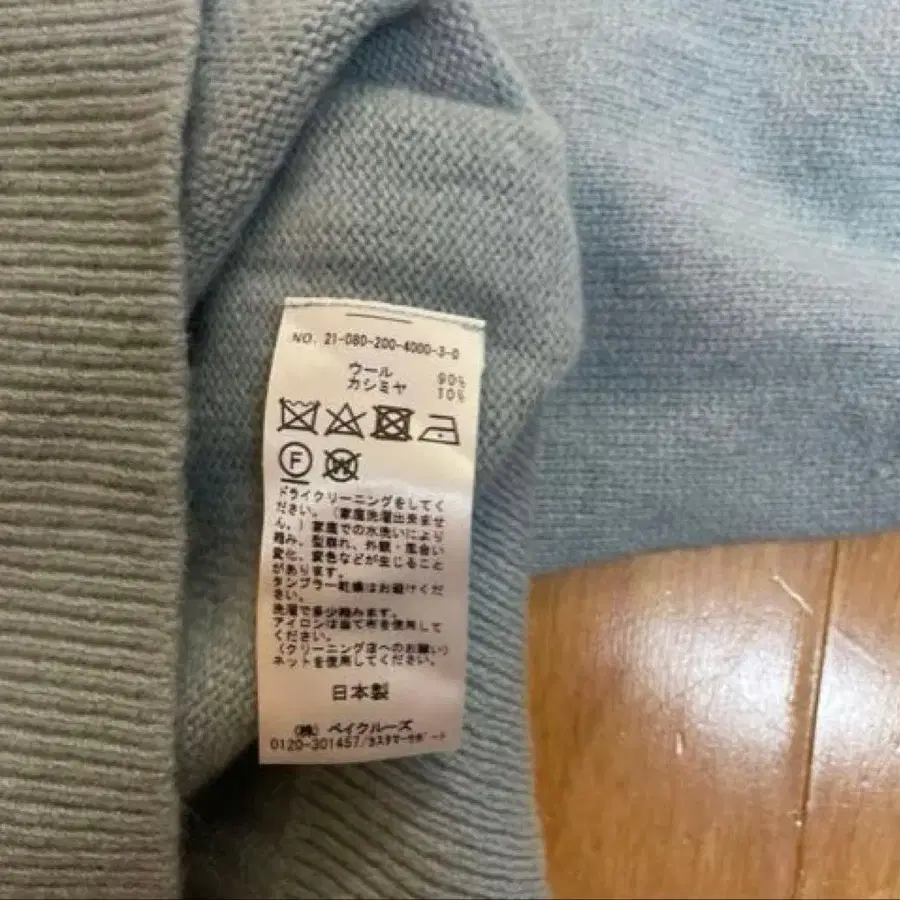 NO. 21-080-200-4000-3-0
ウール 90%
カシミヤ 10%
F
W
ドライクリーニングをしてく
ださい。(家庭洗濯出来ませ
ん。)家庭での水洗いにより
縮み、型崩れ、外観・風合い
変化、変色などが生じること
があります。
タンブラー乾燥はお避けくだ
さい。
洗濯で多少縮みます。
アイロンは当て布を使用して
ください。
(クリーニング店へのお願い)
ネットを使用してください。
日本製
(株) ベイクルーズ
0120-301457/カスタマーサポート